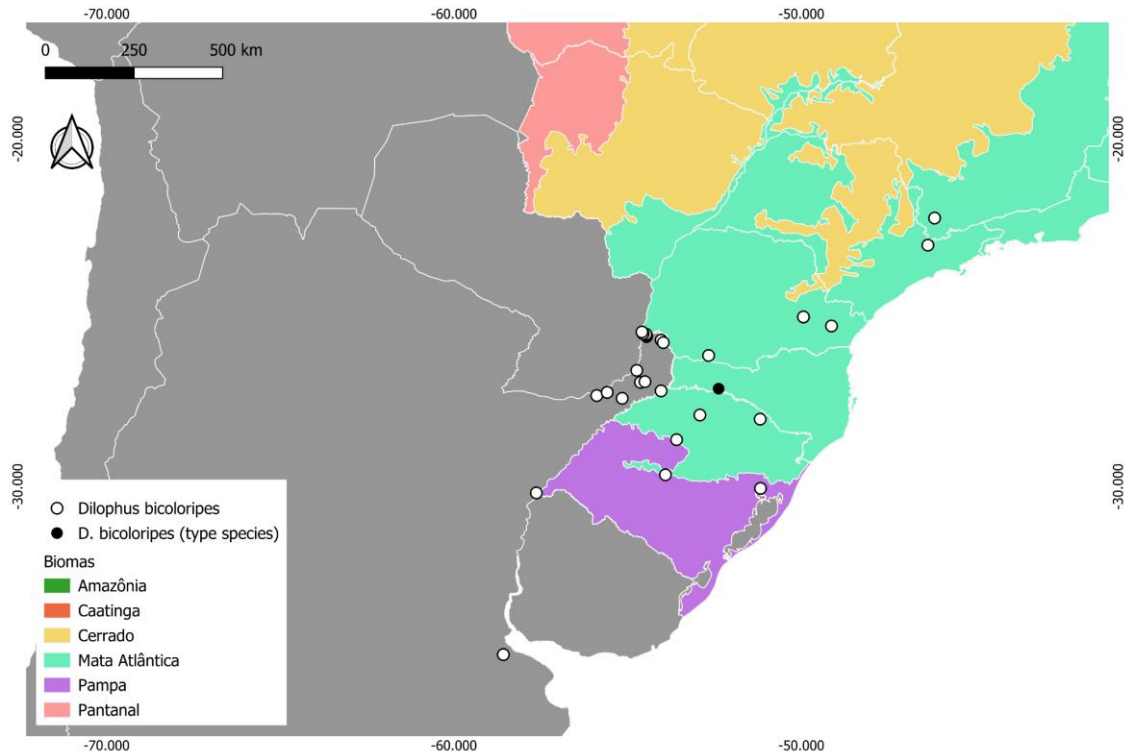 -70.000
-60.000
-50.000
0
250
500 km
-20.000
-20.000
-30.000
-30.000
Dilophus bicoloripes
D. bicoloripes (type species)
Biomas
Amazônia
Caatinga
Cerrado
Mata Atlântica
Pampa
Pantanal
-70.000
-60.000
-50.000